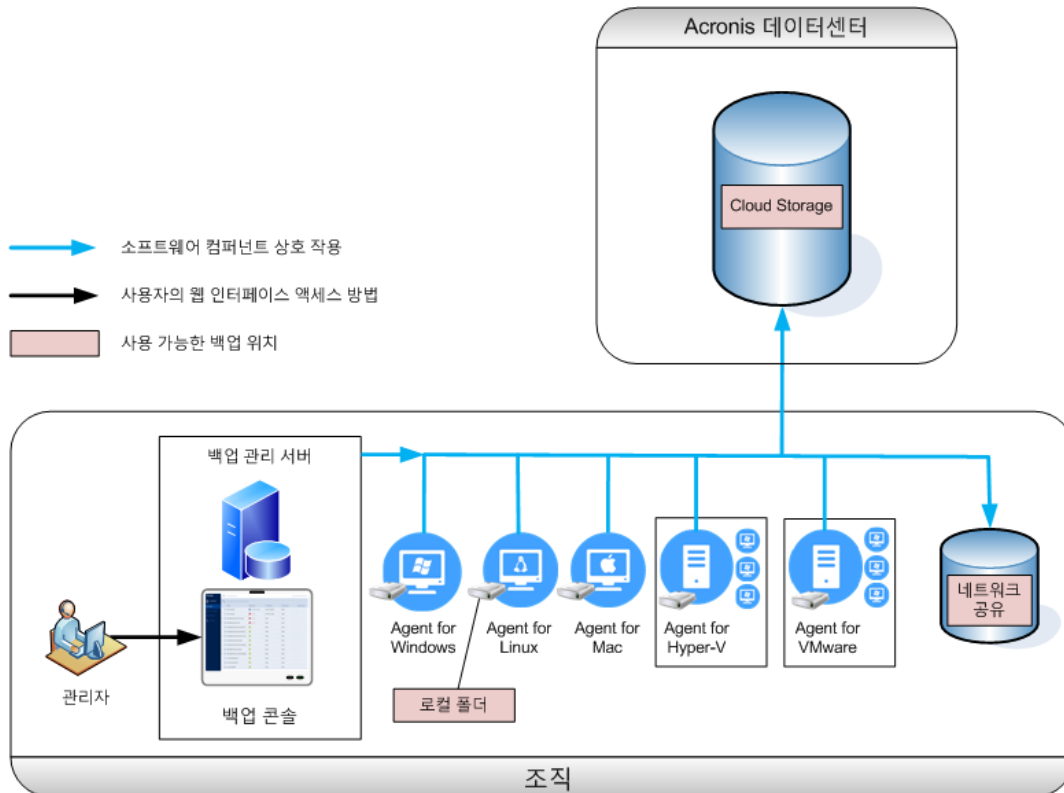 Acronis 데이터센터
Cloud Storage
소프트웨어 컴퍼넌트 상호 작용
사용자의 웹 인터페이스 액세스 방법
사용 가능한 백업 위치
백업 관리 서버
관리자
백업 콘솔
Agent for
Windows
Agent for
Linux
Agent for
Mac
Agent for
Hyper-V
Agent for
VMware
로컬 폴더
네트워크
공유
조직